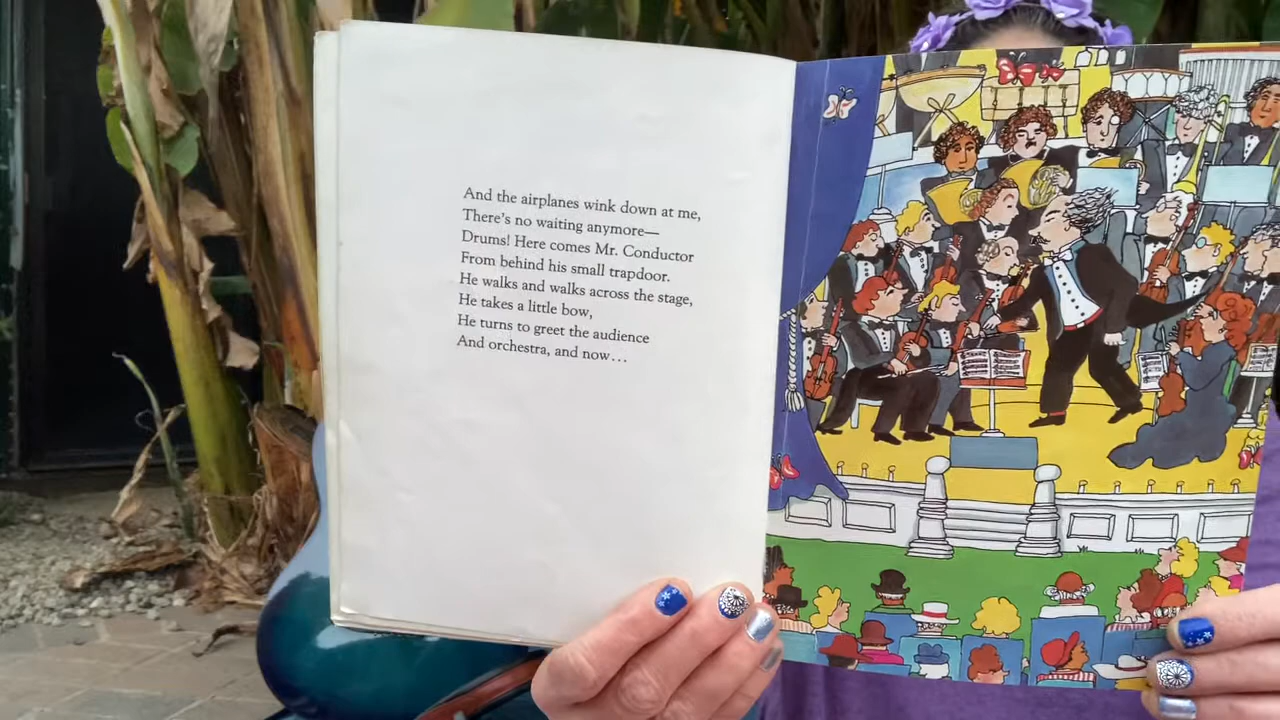 And the airplanes wink down at me,
There's no waiting anymore—
Drums! Here comes Mr. Conductor
From behind his small trapdoor.
He walks and walks across the stage,
He takes a little bow,
He turns to greet the audience
And orchestra, and now...